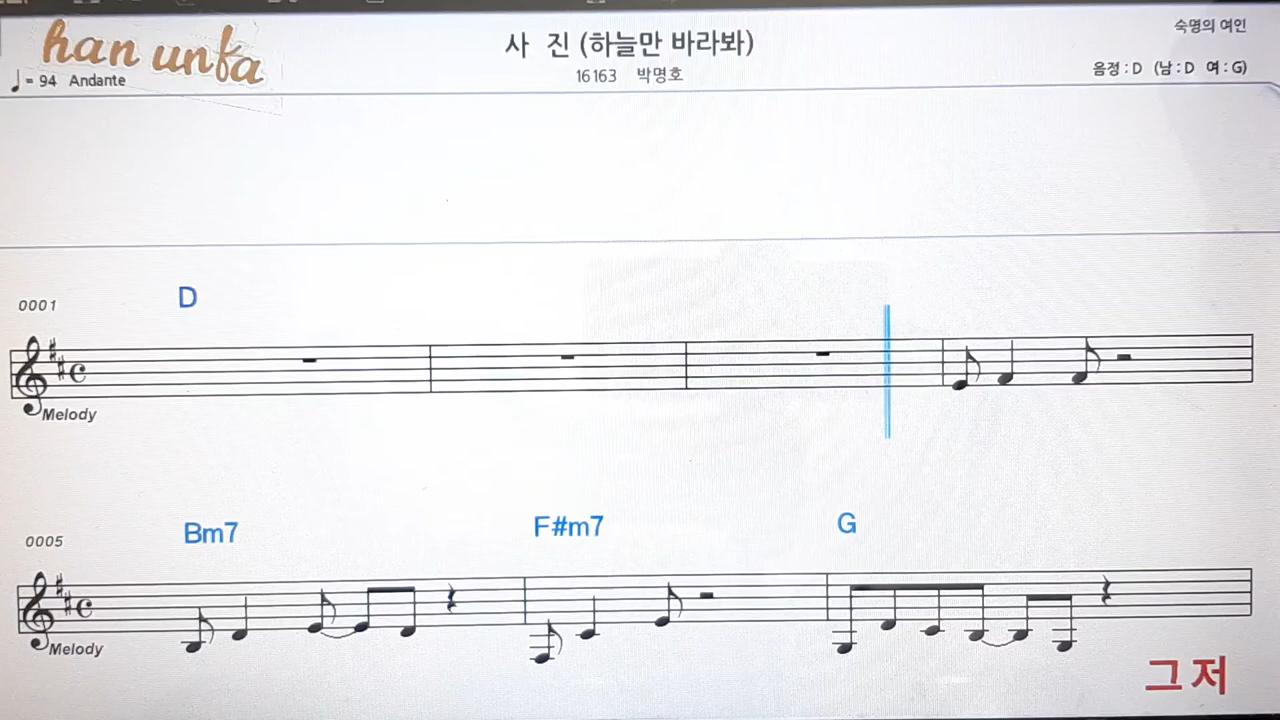 han unka
♩= 94 Andante
사 진 (하늘만 바라봐)
16163 박명호
숙명의 여인
음정 : D (남 : D 여 : G)
0001
D
Melody
0005
Bm7 F#m7 G
Melody
그저